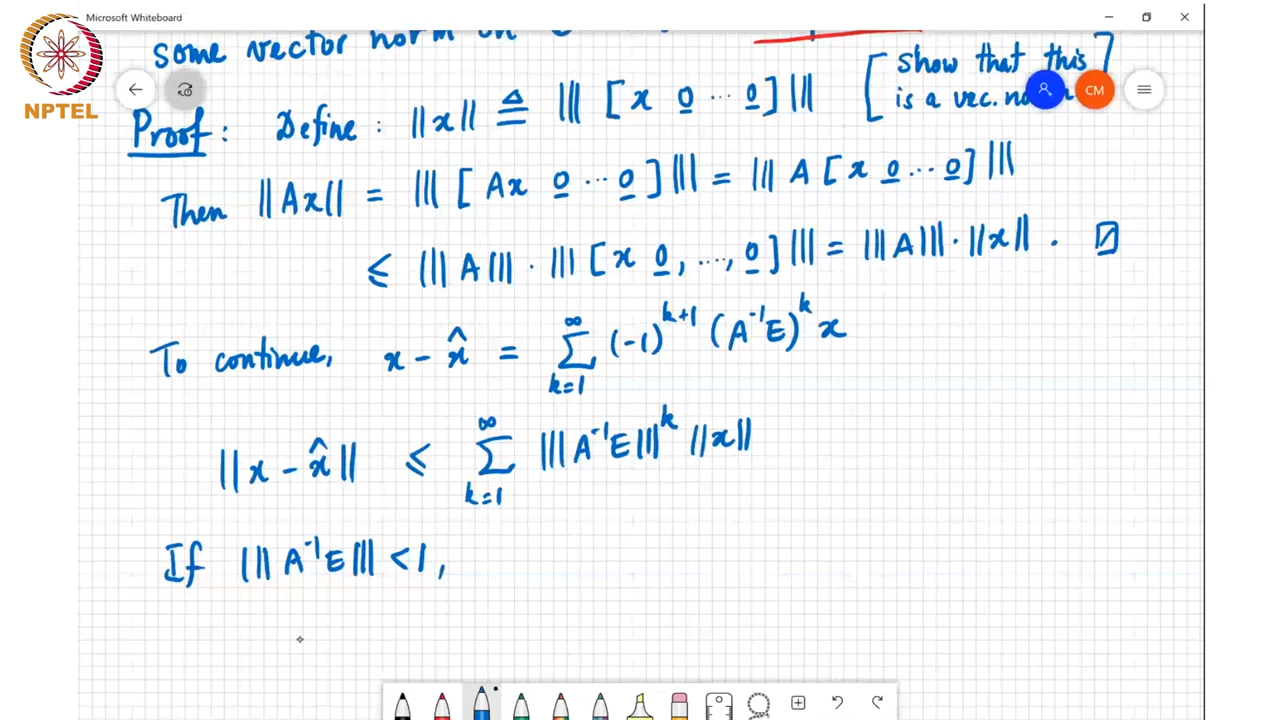 Microsoft Whiteboard
some vector norm on
NPTEL
CM
Proof: Define: ||x|| ≜ ||| [x 0 ... 0] ||| [show that this
is a vec.
Then ||Ax|| = ||| [Ax 0 ... 0] ||| = ||| A [x 0 ... 0] |||
≤ ||| A ||| · ||| [x 0, ..., 0] ||| = ||| A ||| · ||x|| .
To continue, x - x̂ = ∑_{k=1}^{∞} (-1)^{k+1} (A^{-1}E)^k x
||x - x̂|| ≤ ∑_{k=1}^{∞} ||| A^{-1}E |||^k ||x||
If ||| A^{-1}E ||| < 1,